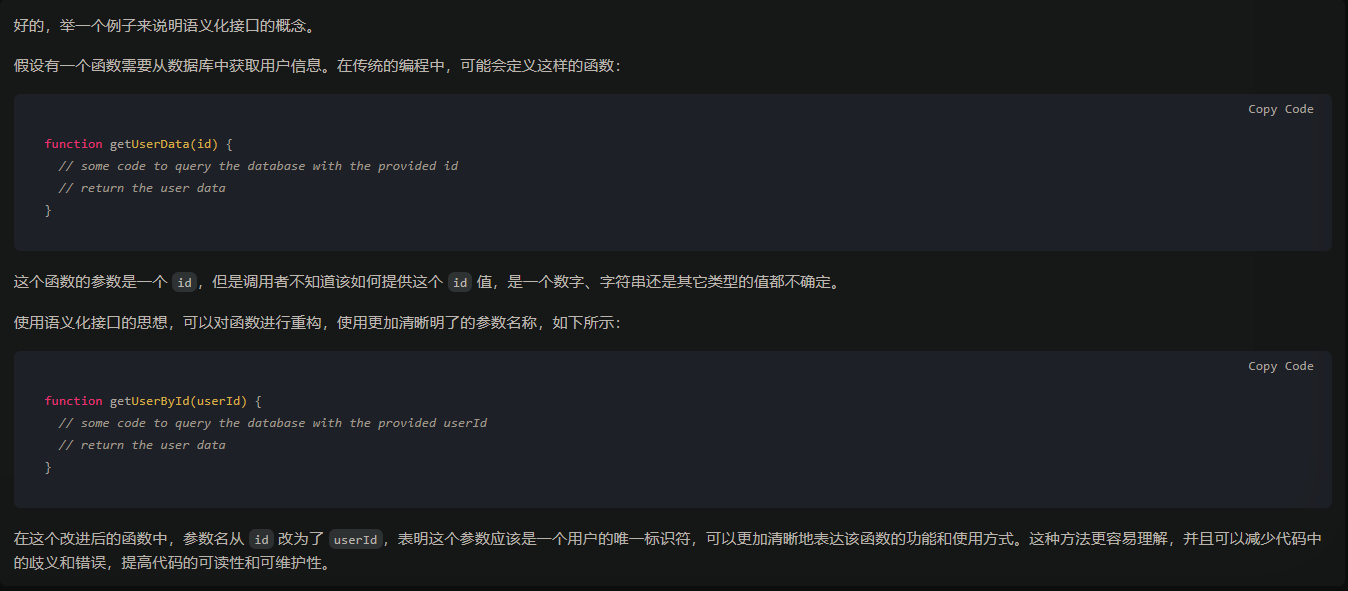 好的，举一个例子来说明语义化接口的概念。
假设有一个函数需要从数据库中获取用户信息。在传统的编程中，可能会定义这样的函数：
Copy Code
function getUserData(id) {
  // some code to query the database with the provided id
  // return the user data
}
这个函数的参数是一个 id，但是调用者不知道该如何提供这个 id 值，是一个数字、字符串还是其它类型的值都不确定。
使用语义化接口的思想，可以对函数进行重构，使用更加清晰明了的参数名称，如下所示：
Copy Code
function getUserById(userId) {
  // some code to query the database with the provided userId
  // return the user data
}
在这个改进后的函数中，参数名从 id 改为了 userId，表明这个参数应该是一个用户的唯一标识符，可以更加清晰地表达该函数的功能和使用方式。这种方法更容易理解，并且可以减少代码中
的歧义和错误，提高代码的可读性和可维护性。